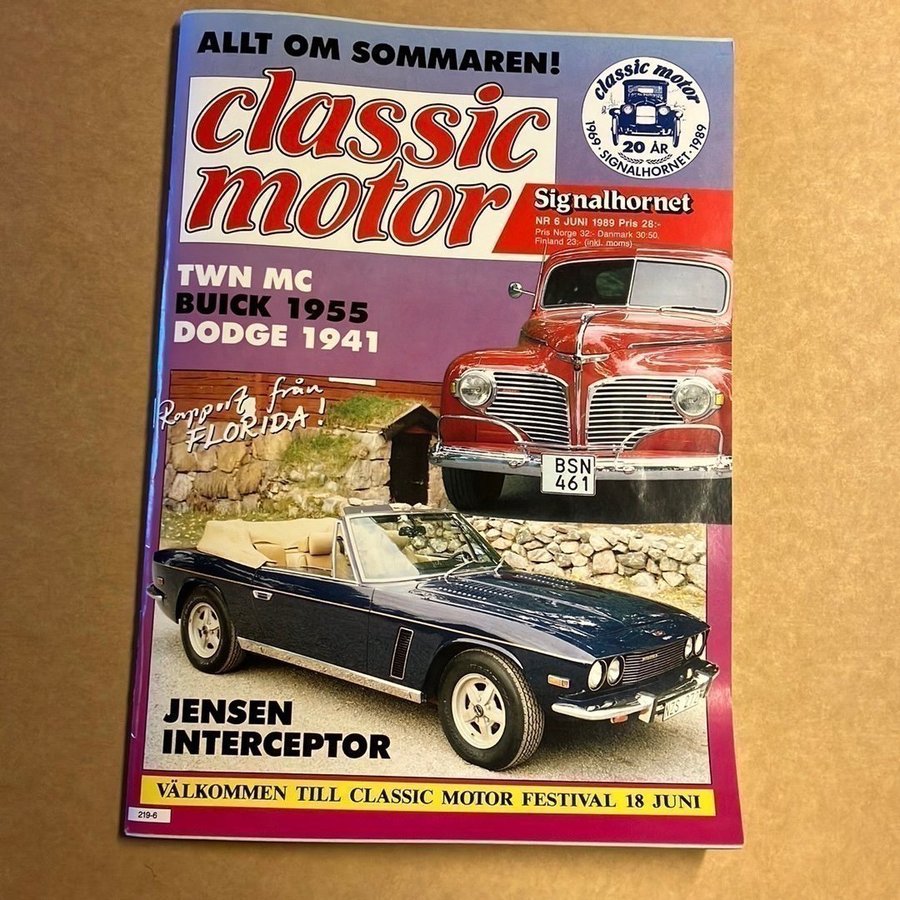 ALLT OM SOMMAREN!
classic
motor
classic motor
20 ÅR
1969 · SIGNALHORNET · 1989
Signalhornet
NR 6 JUNI 1989 Pris 28:-
Pris Norge 32:- Danmark 30:50,
Finland 23:- (inkl. moms)
TWN MC
BUICK 1955
DODGE 1941
Rapport från
FLORIDA!
BSN
461
JENSEN
INTERCEPTOR
VÄLKOMMEN TILL CLASSIC MOTOR FESTIVAL 18 JUNI
219-6